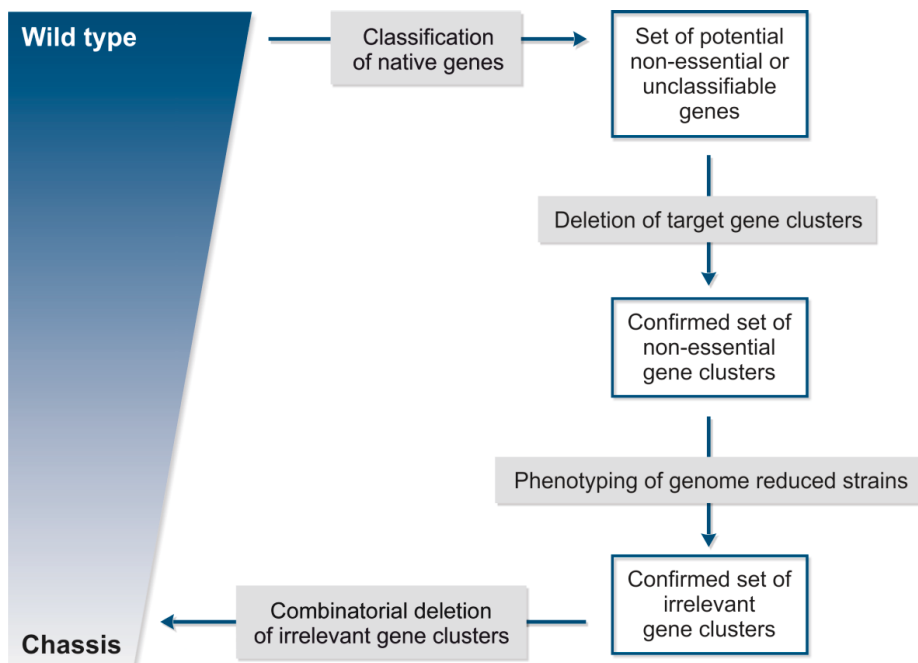 Wild type
Classification
of native genes
Set of potential
non-essential or
unclassifiable
genes
Deletion of target gene clusters
Confirmed set of
non-essential
gene clusters
Phenotyping of genome reduced strains
Confirmed set of
irrelevant
gene clusters
Combinatorial deletion
of irrelevant gene clusters
Chassis